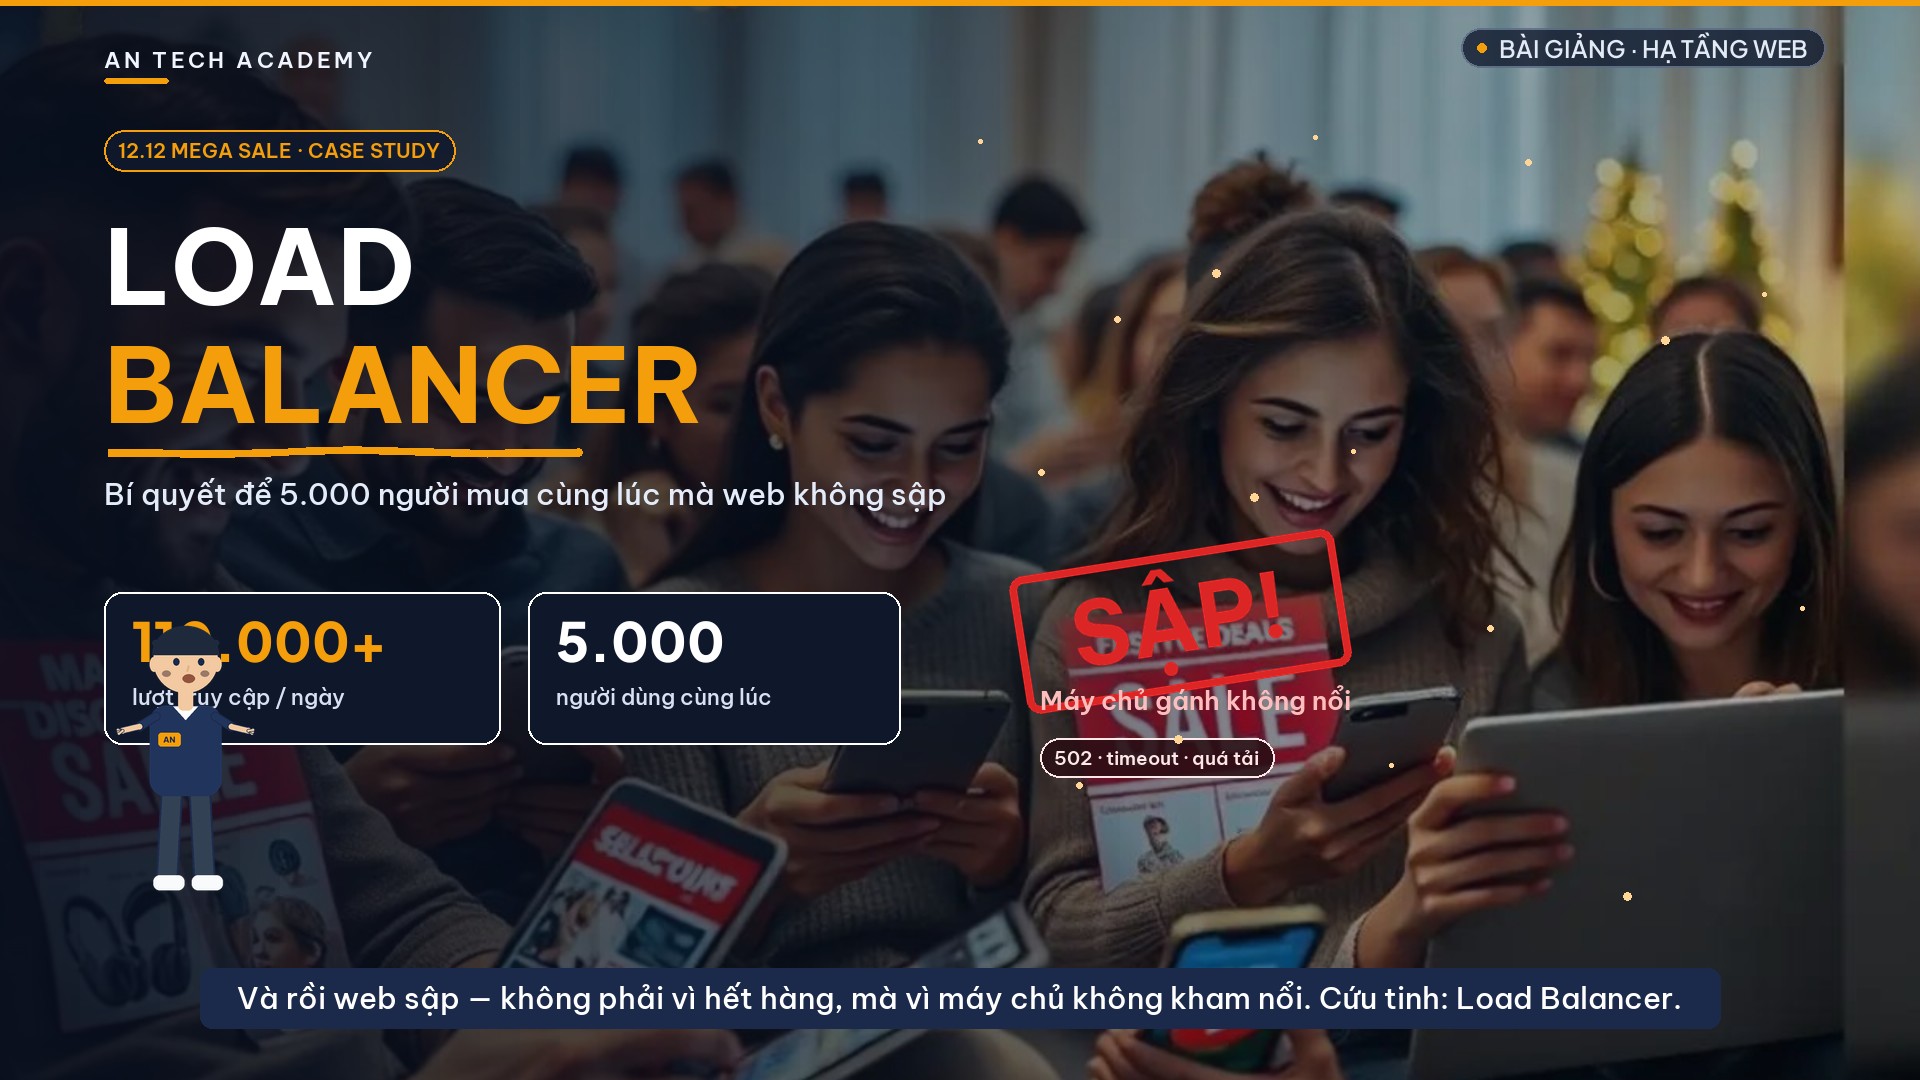 AN TECH ACADEMY
BÀI GIẢNG · HẠ TẦNG WEB
12.12 MEGA SALE · CASE STUDY
LOAD
BALANCER
Bí quyết để 5.000 người mua cùng lúc mà web không sập
.000+
lượt truy cập / ngày
5.000
người dùng cùng lúc
AN
SẬP!
SALE
Máy chủ gánh không nổi
502 · timeout · quá tải
Và rồi web sập — không phải vì hết hàng, mà vì máy chủ không kham nổi. Cứu tinh: Load Balancer.